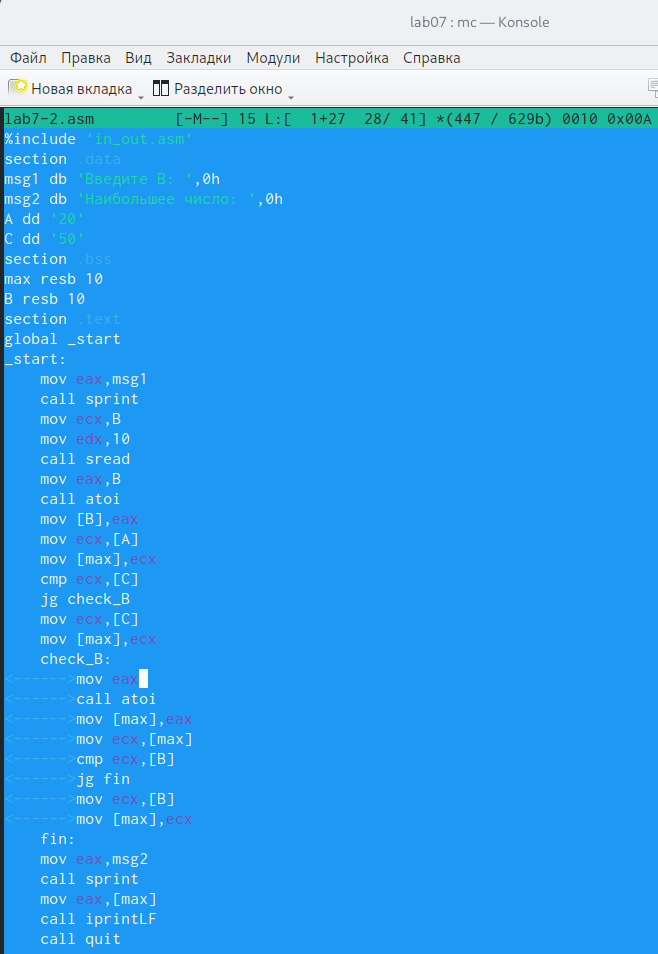 lab07 : mc — Konsole
Файл Правка Вид Закладки Модули Настройка Справка
Новая вкладка Разделить окно
lab7-2.asm [-M--] 15 L:[ 1+27 28/ 41] *(447 / 629b) 0010 0x00A
%include 'in_out.asm'
section .data
msg1 db 'Введите B: ',0h
msg2 db 'Наибольшее число: ',0h
A dd '20'
C dd '50'
section .bss
max resb 10
B resb 10
section .text
global _start
_start:
mov eax,msg1
call sprint
mov ecx,B
mov edx,10
call sread
mov eax,B
call atoi
mov [B],eax
mov ecx,[A]
mov [max],ecx
cmp ecx,[C]
jg check_B
mov ecx,[C]
mov [max],ecx
check_B:
<------>mov eax
<------>call atoi
<------>mov [max],eax
<------>mov ecx,[max]
<------>cmp ecx,[B]
<------>jg fin
<------>mov ecx,[B]
<------>mov [max],ecx
fin:
mov eax,msg2
call sprint
mov eax,[max]
call iprintLF
call quit